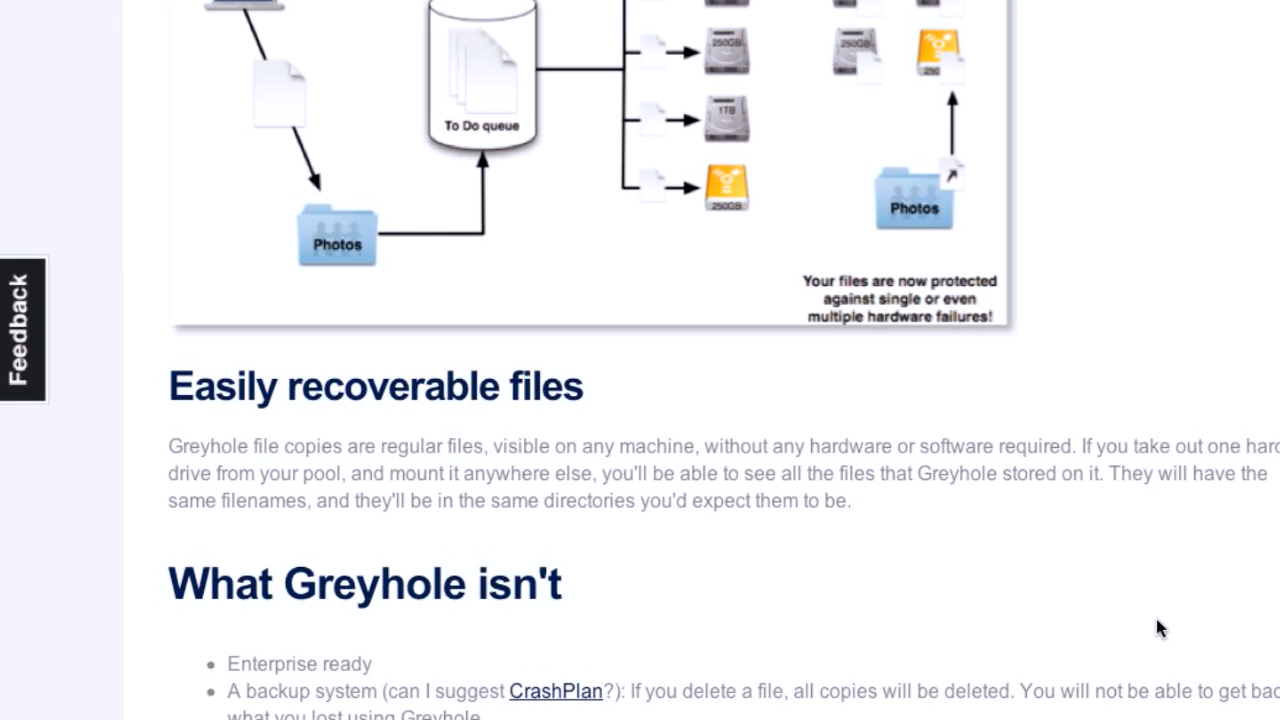 250GB
250GB
250
To Do queue
1TB
250GB
Photos
Photos
Your files are now protected
against single or even
multiple hardware failures!
Feedback
Easily recoverable files
Greyhole file copies are regular files, visible on any machine, without any hardware or software required. If you take out one hard
drive from your pool, and mount it anywhere else, you'll be able to see all the files that Greyhole stored on it. They will have the
same filenames, and they'll be in the same directories you'd expect them to be.
What Greyhole isn't
• Enterprise ready
• A backup system (can I suggest CrashPlan?): If you delete a file, all copies will be deleted. You will not be able to get bac
what you lost using Greyhole.